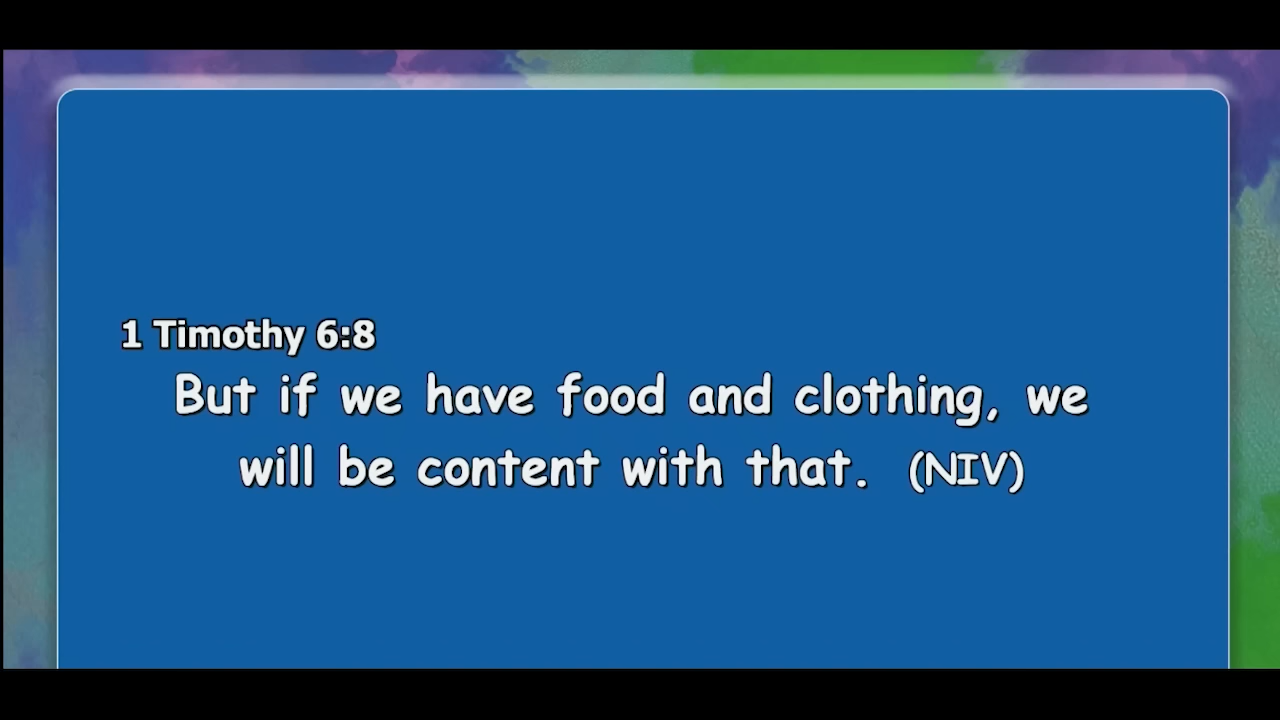 1 Timothy 6:8
But if we have food and clothing, we
will be content with that. (NIV)